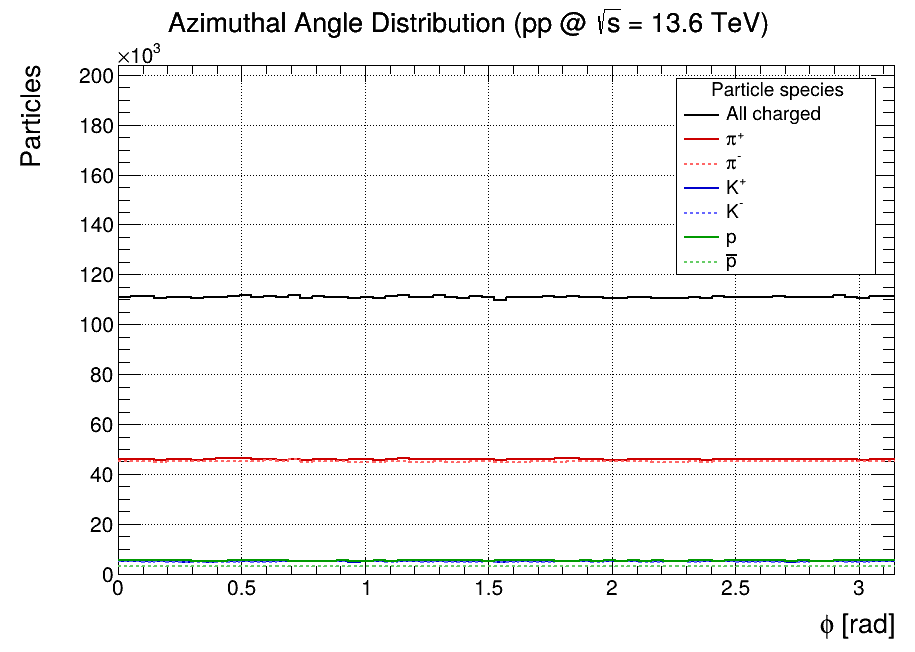 Azimuthal Angle Distribution (pp @ √s = 13.6 TeV)
×10³
Particles
200
180
160
140
120
100
80
60
40
20
0
Particle species
All charged
π⁺
π⁻
K⁺
K⁻
p
p̅
0 0.5 1 1.5 2 2.5 3
ϕ [rad]